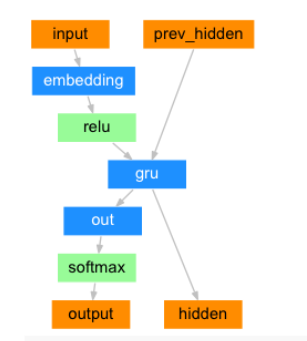 input
prev_hidden
embedding
relu
gru
out
softmax
output
hidden